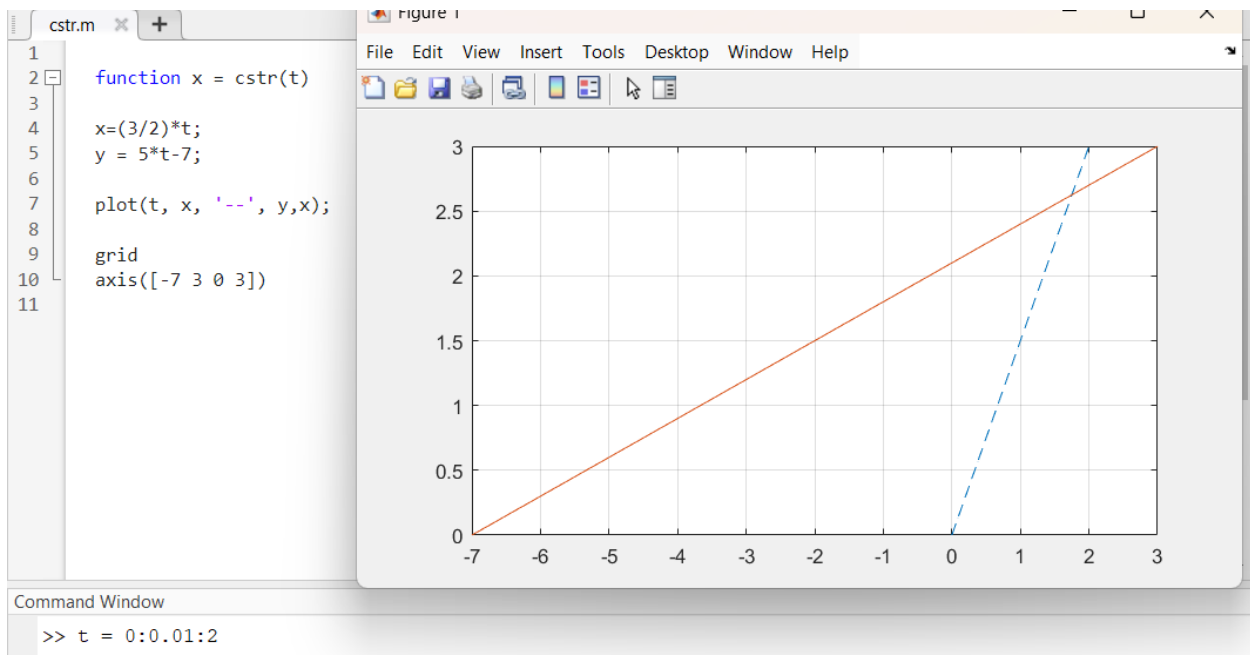 cstr.m
1
2 function x = cstr(t)
3
4 x=(3/2)*t;
5 y = 5*t-7;
6
7 plot(t, x, '--', y,x);
8
9 grid
10 axis([-7 3 0 3])
11
Figure 1
File Edit View Insert Tools Desktop Window Help
3
2.5
2
1.5
1
0.5
0
-7 -6 -5 -4 -3 -2 -1 0 1 2 3
Command Window
>> t = 0:0.01:2